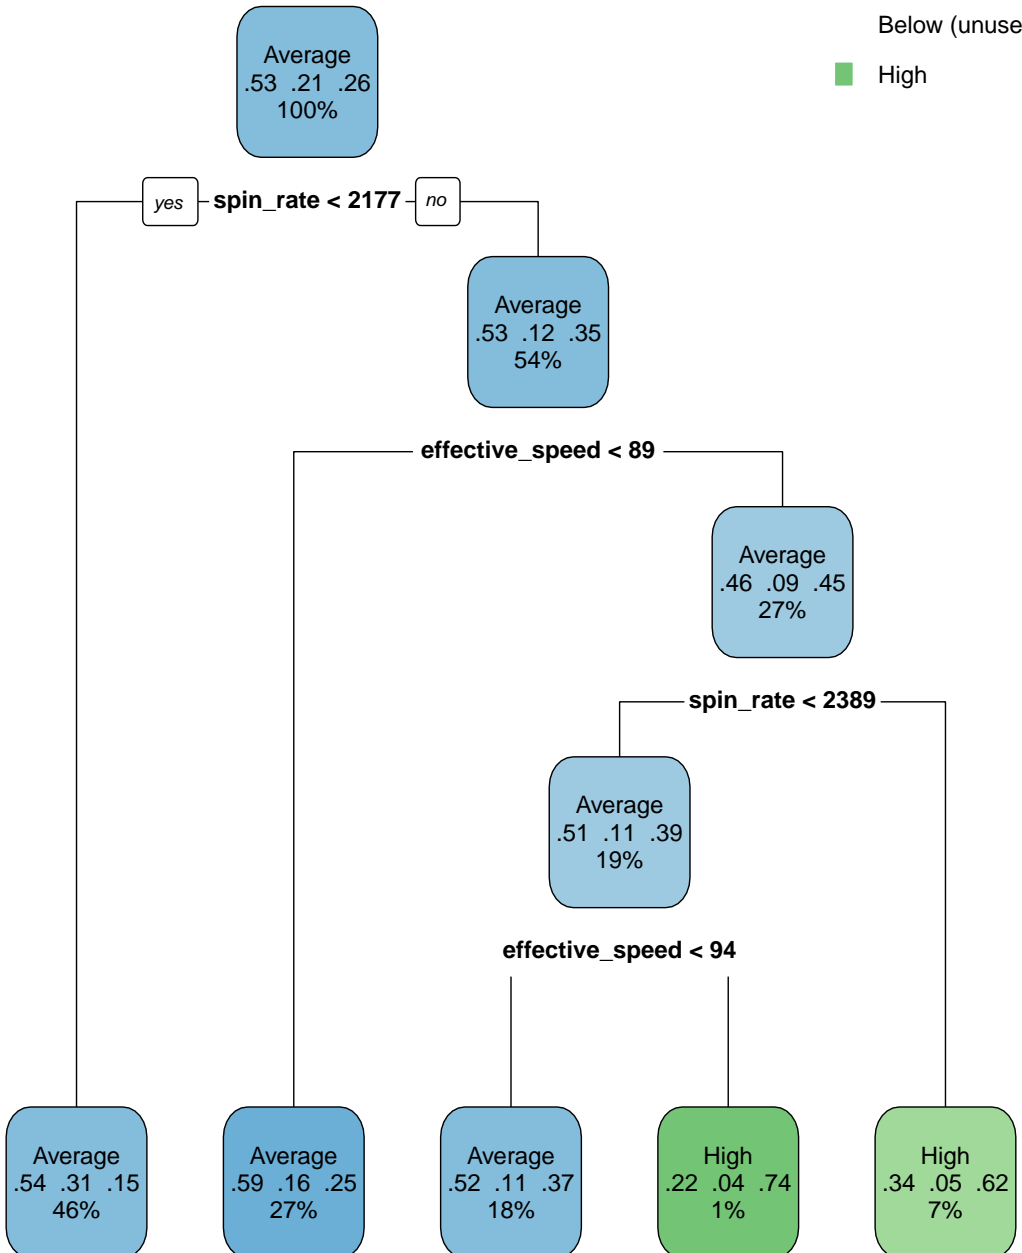 Below (unuse
High
Average
.53 .21 .26
100%
yes
spin_rate < 2177
no
Average
.53 .12 .35
54%
effective_speed < 89
Average
.46 .09 .45
27%
spin_rate < 2389
Average
.51 .11 .39
19%
effective_speed < 94
Average
.54 .31 .15
46%
Average
.59 .16 .25
27%
Average
.52 .11 .37
18%
High
.22 .04 .74
1%
High
.34 .05 .62
7%